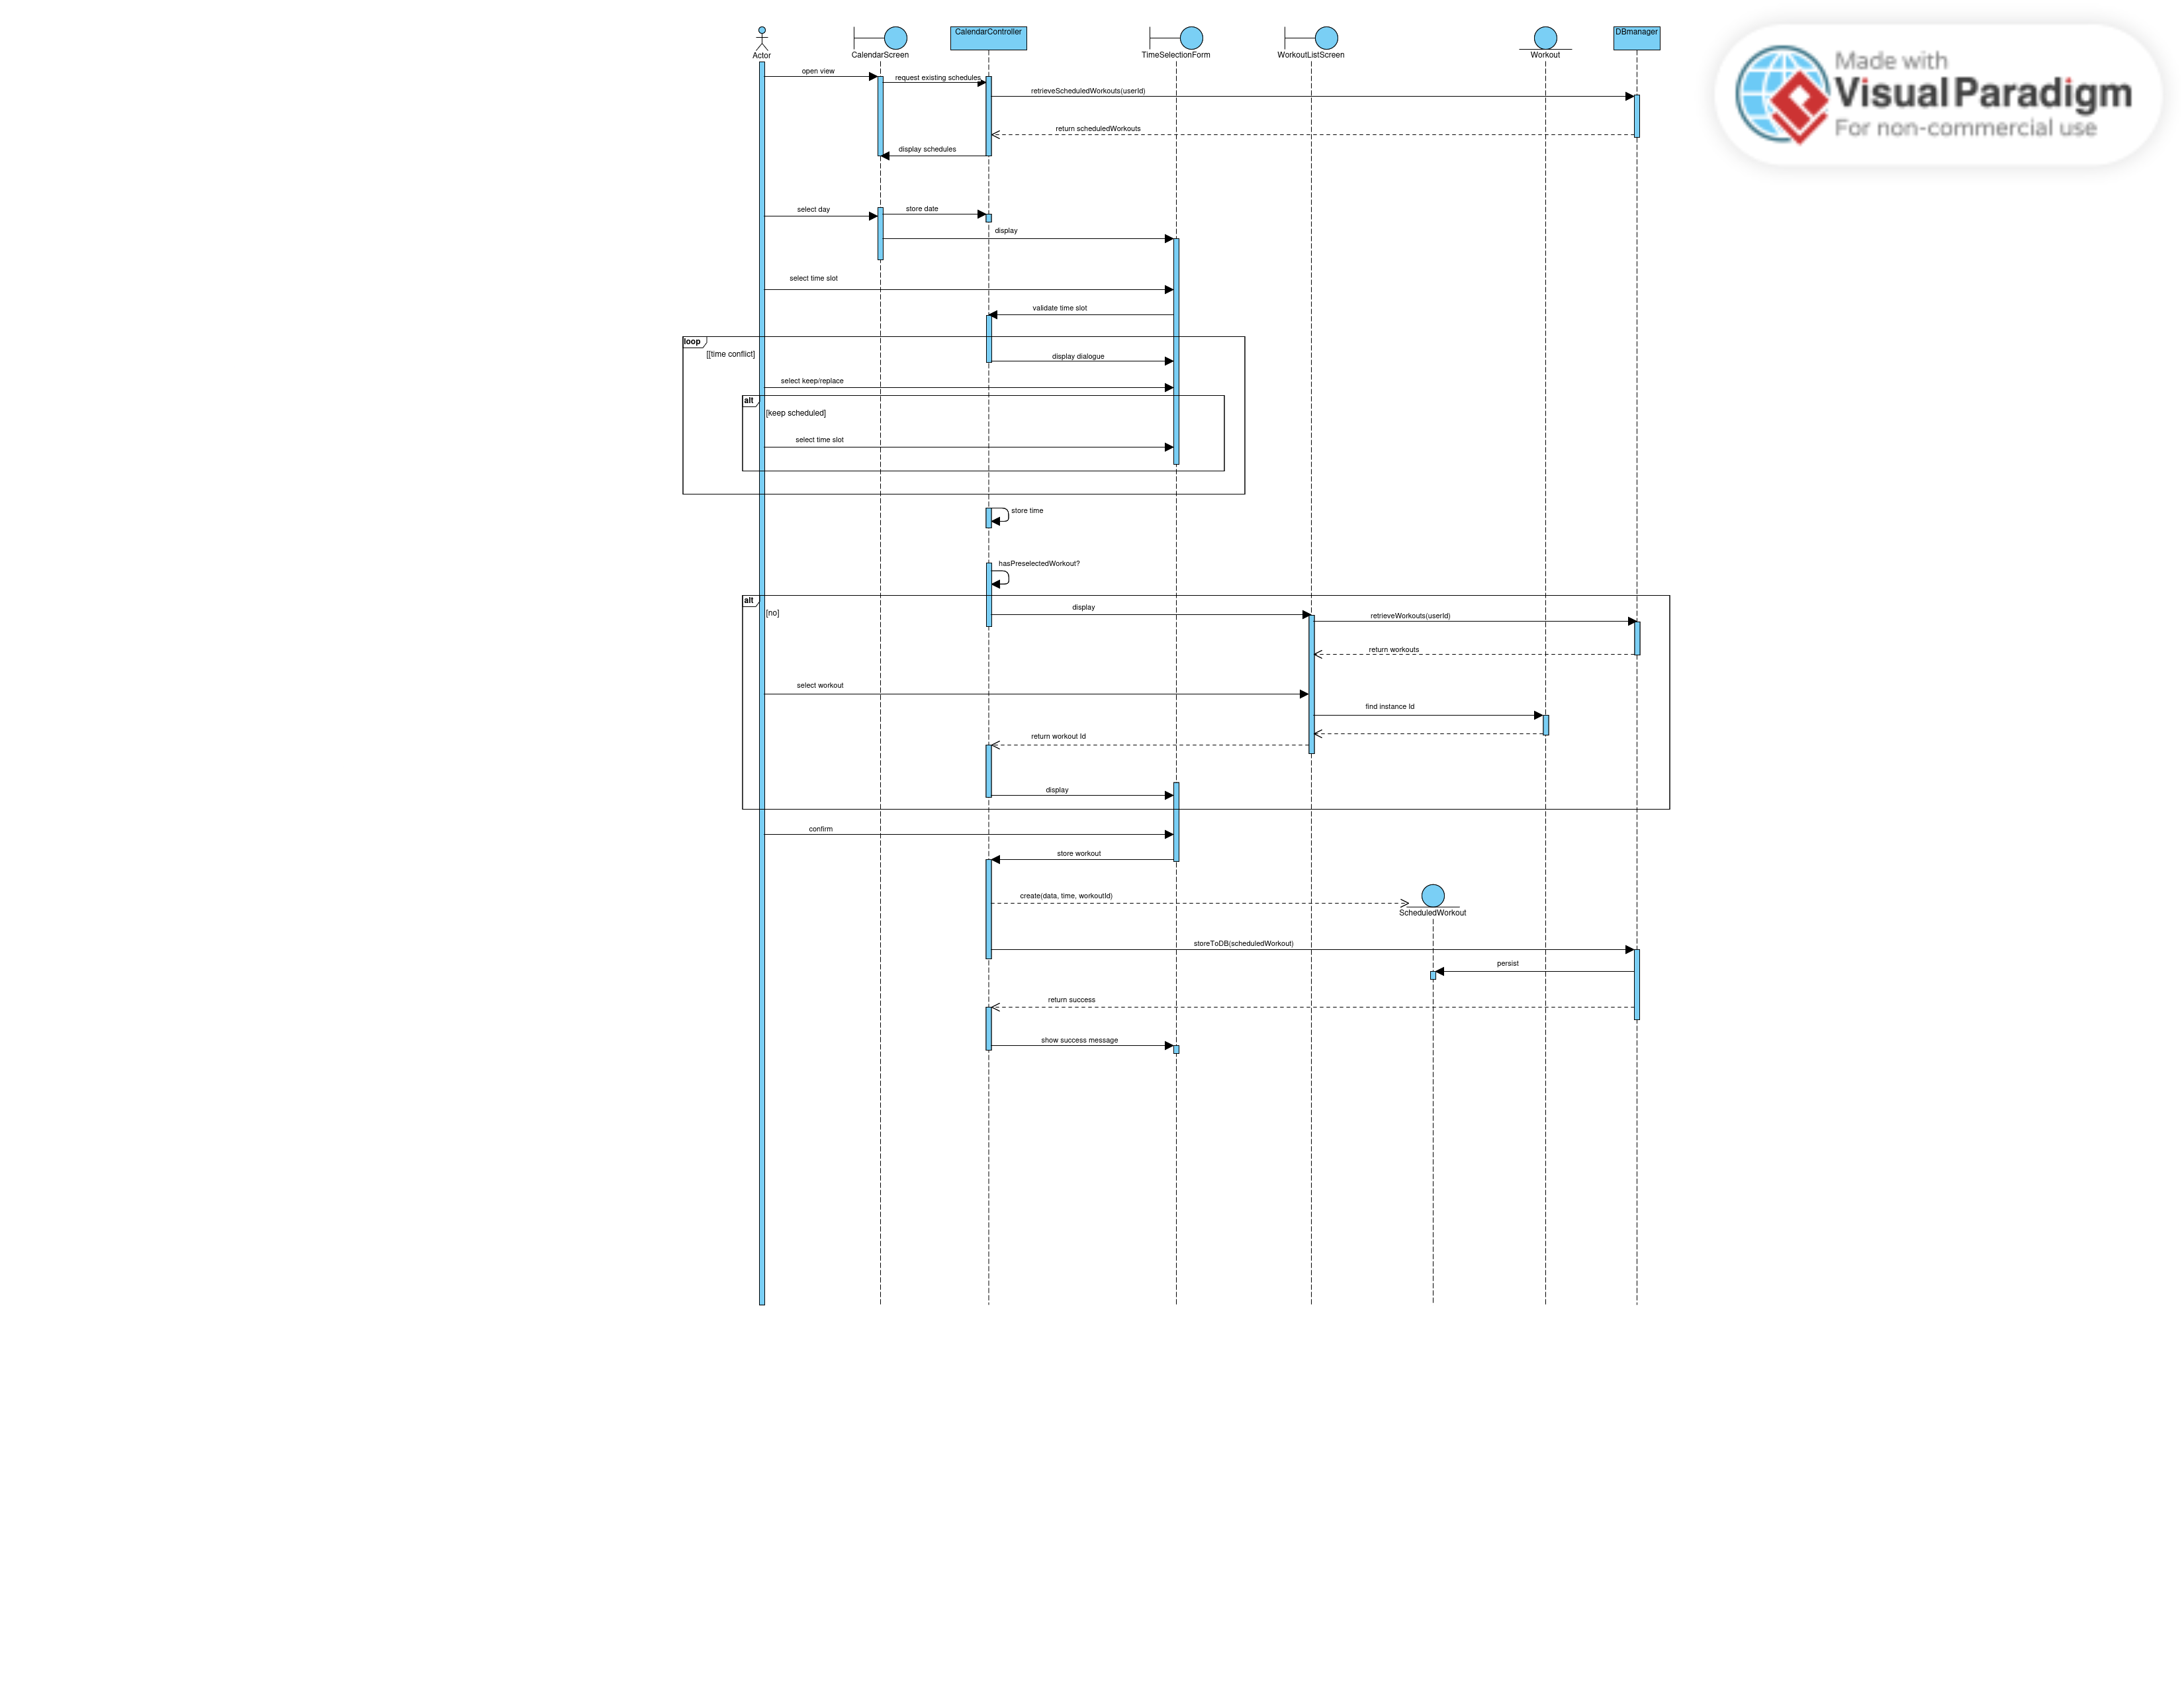 Actor
CalendarScreen
CalendarController
TimeSelectionForm
WorkoutListScreen
Workout
DBmanager
Made with
Visual Paradigm
For non-commercial use
open view
request existing schedules
retrieveScheduledWorkouts(userId)
return scheduledWorkouts
display schedules
select day
store date
display
select time slot
validate time slot
loop
[[time conflict]
display dialogue
select keep/replace
alt
[keep scheduled]
select time slot
store time
hasPreselectedWorkout?
alt
[no]
display
retrieveWorkouts(userId)
return workouts
select workout
find instance Id
return workout Id
display
confirm
store workout
create(data, time, workoutId)
ScheduledWorkout
storeToDB(scheduledWorkout)
persist
return success
show success message